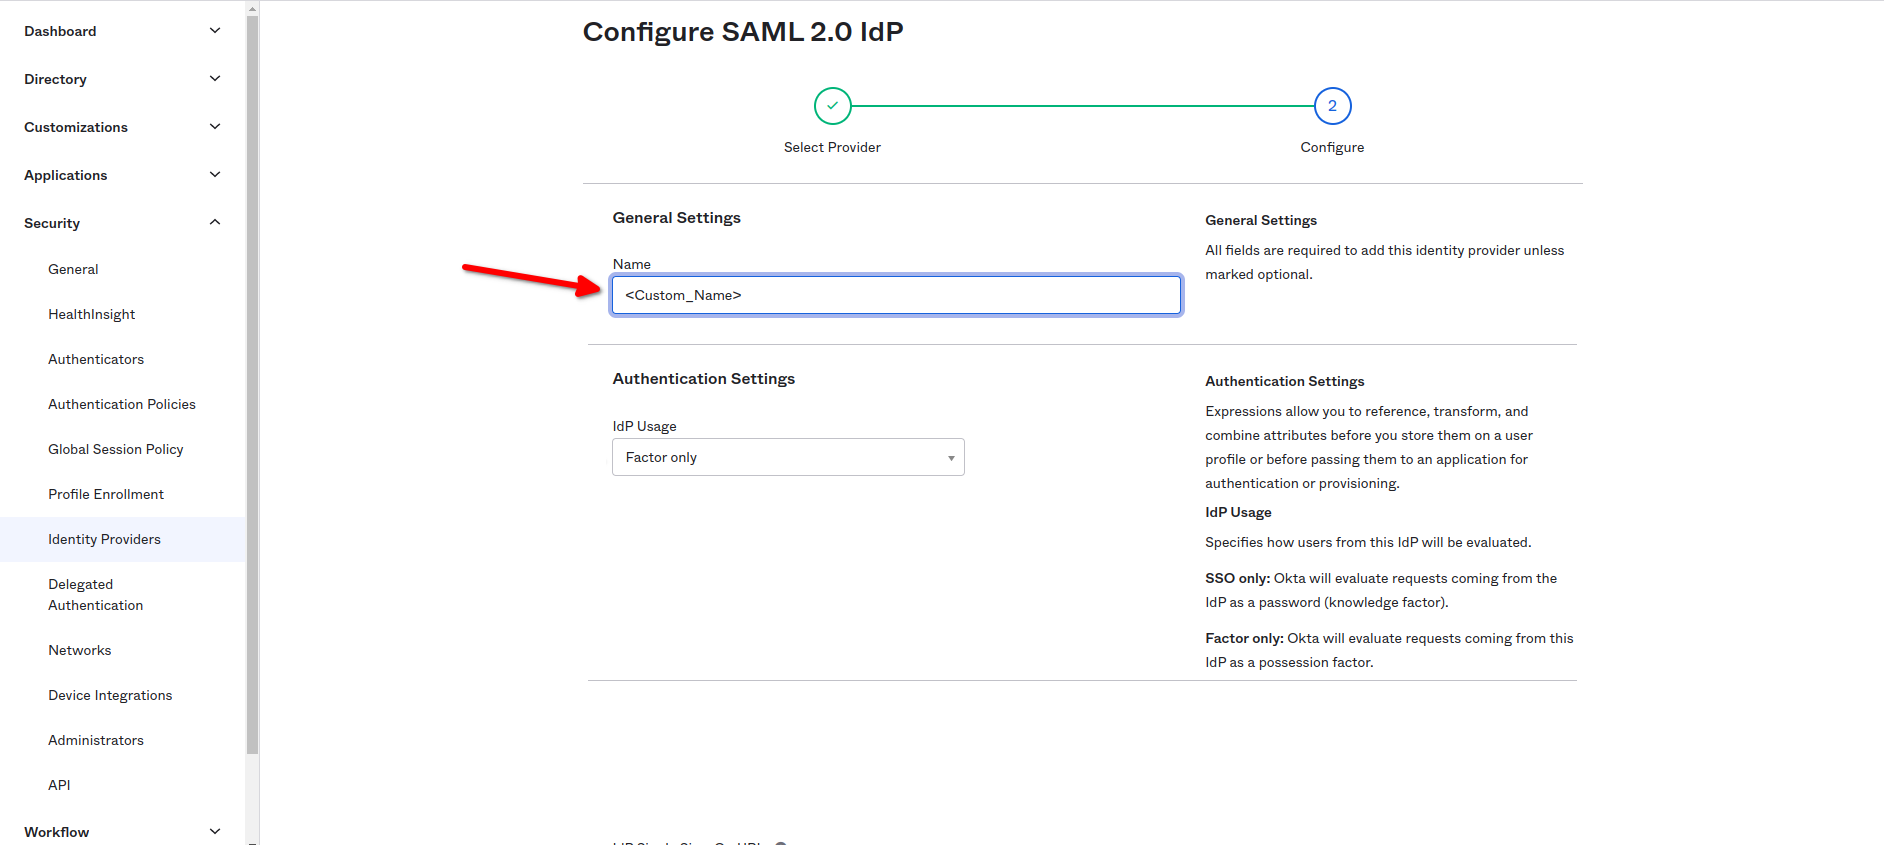 Dashboard
Directory
Customizations
Applications
Security
General
HealthInsight
Authenticators
Authentication Policies
Global Session Policy
Profile Enrollment
Identity Providers
Delegated
Authentication
Networks
Device Integrations
Administrators
API
Workflow
Configure SAML 2.0 IdP
2
Select Provider
Configure
General Settings
Name
<Custom_Name>
General Settings
All fields are required to add this identity provider unless
marked optional.
Authentication Settings
IdP Usage
Factor only
Authentication Settings
Expressions allow you to reference, transform, and
combine attributes before you store them on a user
profile or before passing them to an application for
authentication or provisioning.
IdP Usage
Specifies how users from this IdP will be evaluated.
SSO only: Okta will evaluate requests coming from the
IdP as a password (knowledge factor).
Factor only: Okta will evaluate requests coming from this
IdP as a possession factor.